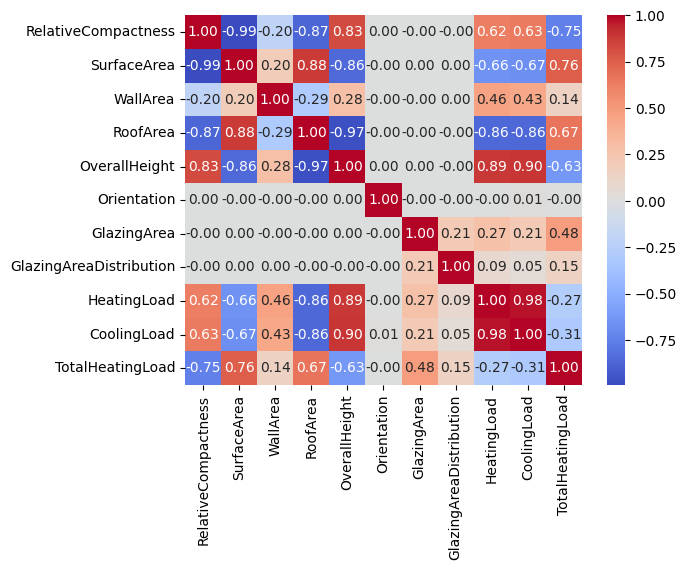 RelativeCompactness 1.00 -0.99 -0.20 -0.87 0.83 0.00 -0.00 -0.00 0.62 0.63 -0.75 1.00
SurfaceArea -0.99 1.00 0.20 0.88 -0.86 -0.00 0.00 0.00 -0.66 -0.67 0.76
WallArea -0.20 0.20 1.00 -0.29 0.28 -0.00 -0.00 0.00 0.46 0.43 0.14 0.75
RoofArea -0.87 0.88 -0.29 1.00 -0.97 -0.00 -0.00 -0.00 -0.86 -0.86 0.67 0.50
OverallHeight 0.83 -0.86 0.28 -0.97 1.00 0.00 0.00 -0.00 0.89 0.90 -0.63 0.25
Orientation 0.00 -0.00 -0.00 -0.00 0.00 1.00 -0.00 -0.00 -0.00 0.01 -0.00 0.00
GlazingArea -0.00 0.00 -0.00 -0.00 0.00 -0.00 1.00 0.21 0.27 0.21 0.48 -0.25
GlazingAreaDistribution -0.00 0.00 0.00 -0.00 -0.00 -0.00 0.21 1.00 0.09 0.05 0.15
HeatingLoad 0.62 -0.66 0.46 -0.86 0.89 -0.00 0.27 0.09 1.00 0.98 -0.27 -0.50
CoolingLoad 0.63 -0.67 0.43 -0.86 0.90 0.01 0.21 0.05 0.98 1.00 -0.31 -0.75
TotalHeatingLoad -0.75 0.76 0.14 0.67 -0.63 -0.00 0.48 0.15 -0.27 -0.31 1.00
RelativeCompactness
SurfaceArea
WallArea
RoofArea
OverallHeight
Orientation
GlazingArea
GlazingAreaDistribution
HeatingLoad
CoolingLoad
TotalHeatingLoad